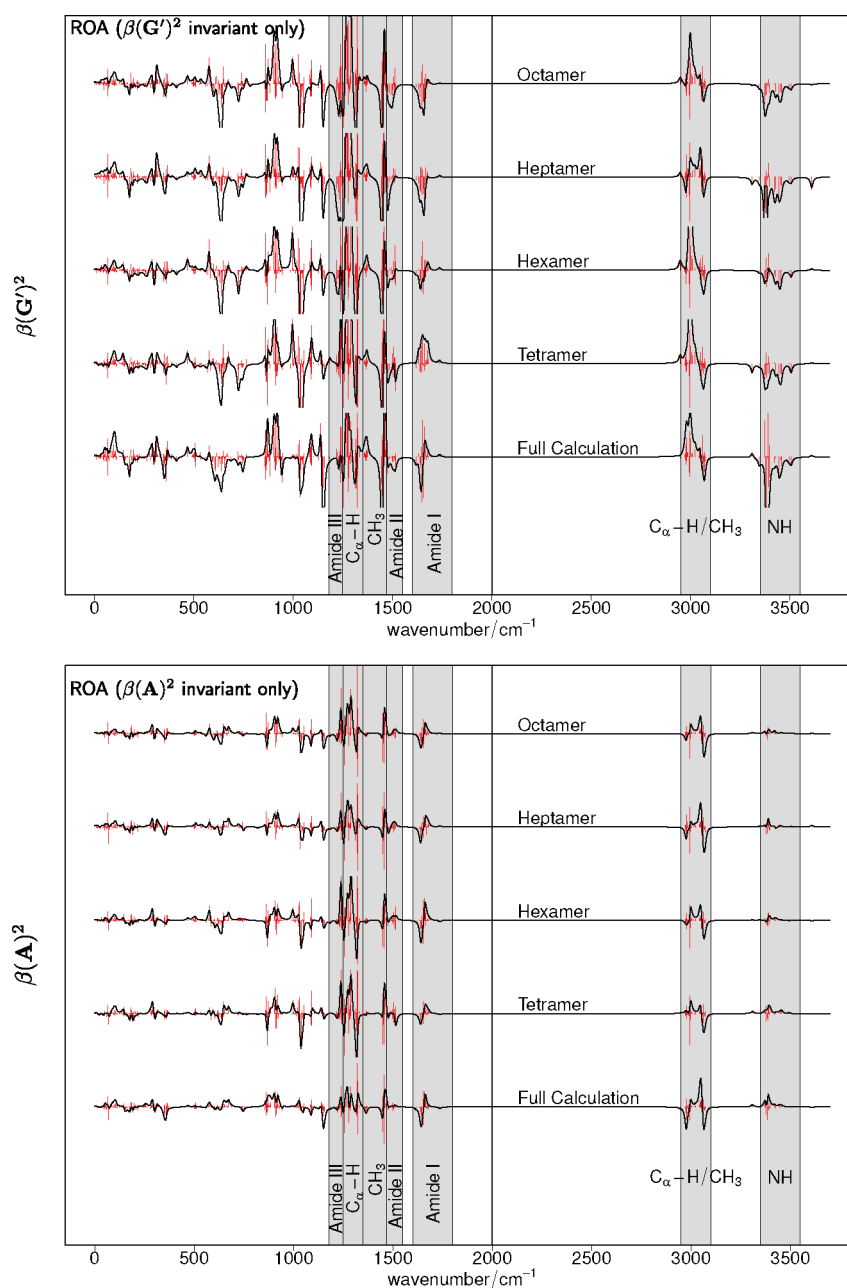 ROA (β(G′)² invariant only)
Octamer
Heptamer
Hexamer
Tetramer
Full Calculation
β(G′)²
Amide III
Cα−H
CH₃
Amide II
Amide I
Cα−H/CH₃
NH
0 500 1000 1500 2000 2500 3000 3500
wavenumber/cm⁻¹
ROA (β(A)² invariant only)
Octamer
Heptamer
Hexamer
Tetramer
Full Calculation
β(A)²
Amide III
Cα−H
CH₃
Amide II
Amide I
Cα−H/CH₃
NH
0 500 1000 1500 2000 2500 3000 3500
wavenumber/cm⁻¹